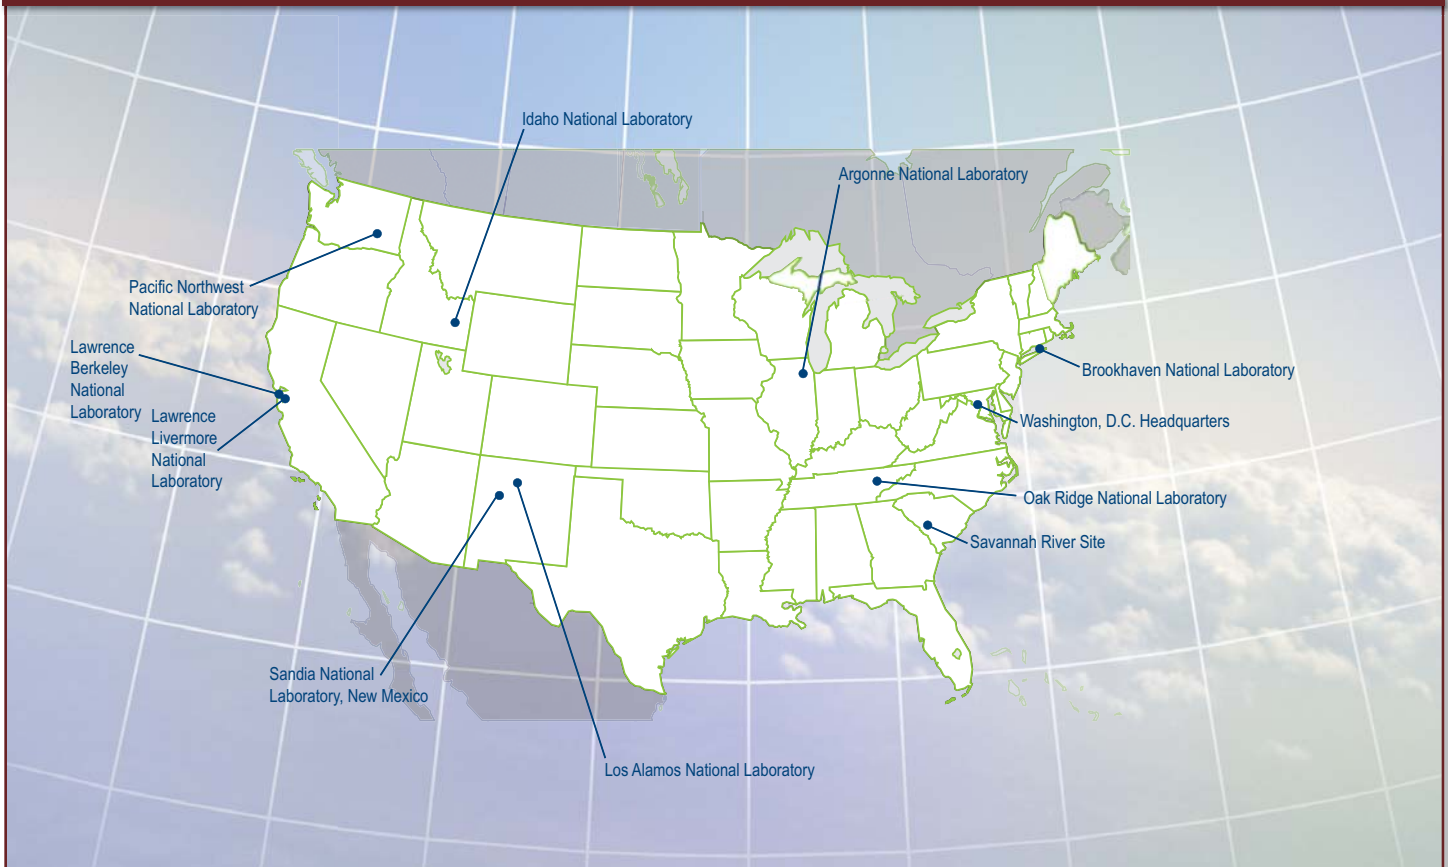 Idaho National Laboratory
Argonne National Laboratory
Pacific Northwest
National Laboratory
Lawrence
Berkeley
National
Laboratory
Lawrence
Livermore
National
Laboratory
Brookhaven National Laboratory
Washington, D.C. Headquarters
Oak Ridge National Laboratory
Savannah River Site
Sandia National
Laboratory, New Mexico
Los Alamos National Laboratory